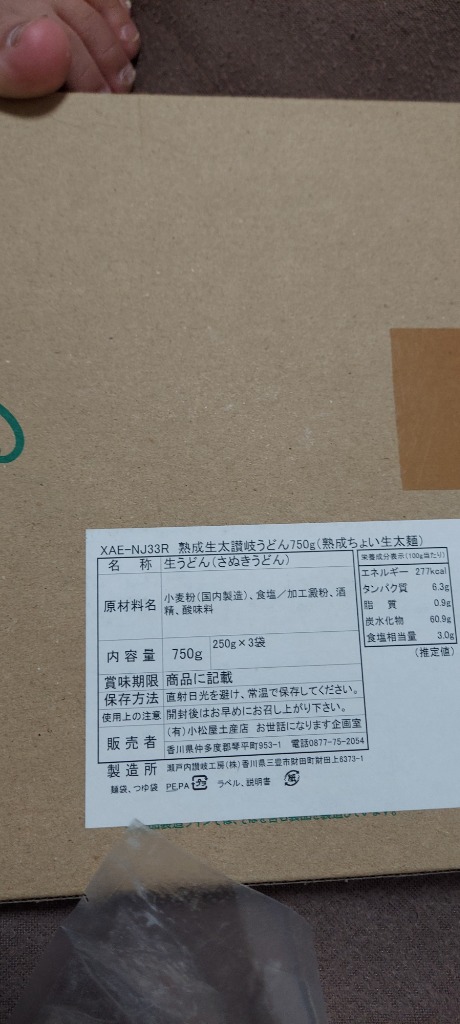 XAE-NJ33R 熟成生太讃岐うどん750g(熟成ちょい生太麺)
名 称 生うどん(さぬきうどん)
原材料名 小麦粉(国内製造)、食塩/加工澱粉、酒
精、酸味料
内容量 750g 250g×3袋
賞味期限 商品に記載
保存方法 直射日光を避け、常温で保存してください。
使用上の注意 開封後はお早めにお召し上がり下さい。
販売者 (有)小松屋土産店 お世話になります企画室
香川県仲多度郡琴平町953-1 電話0877-75-2054
製造所 瀬戸内讃岐工房(株)香川県三豊市財田町財田上6373-1
麺袋、つゆ袋 PE,PA プラ ラベル、説明書 紙
栄養成分表示(100g当たり)
エネルギー 277kcal
タンパク質 6.3g
脂 質 0.9g
炭水化物 60.9g
食塩相当量 3.0g
(推定値)